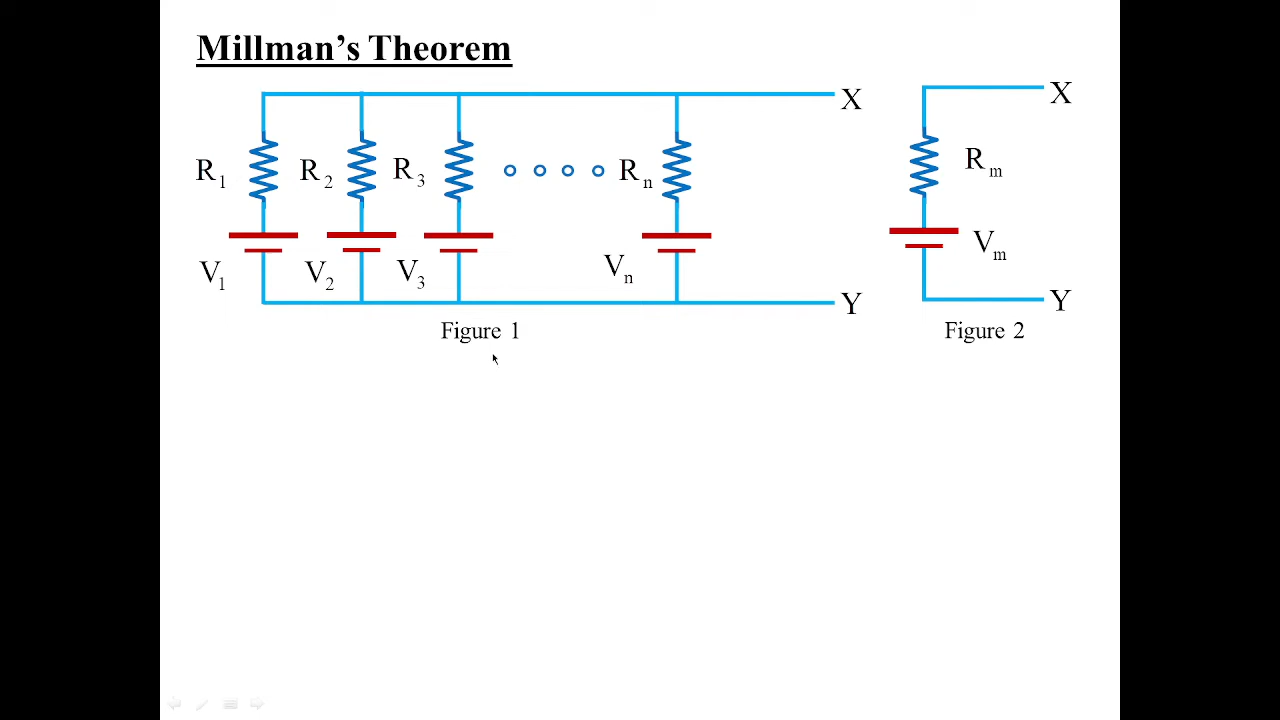 Millman's Theorem
X
X
R1
R2
R3
Rn
Rm
V1
V2
V3
Vn
Vm
Y
Y
Figure 1
Figure 2